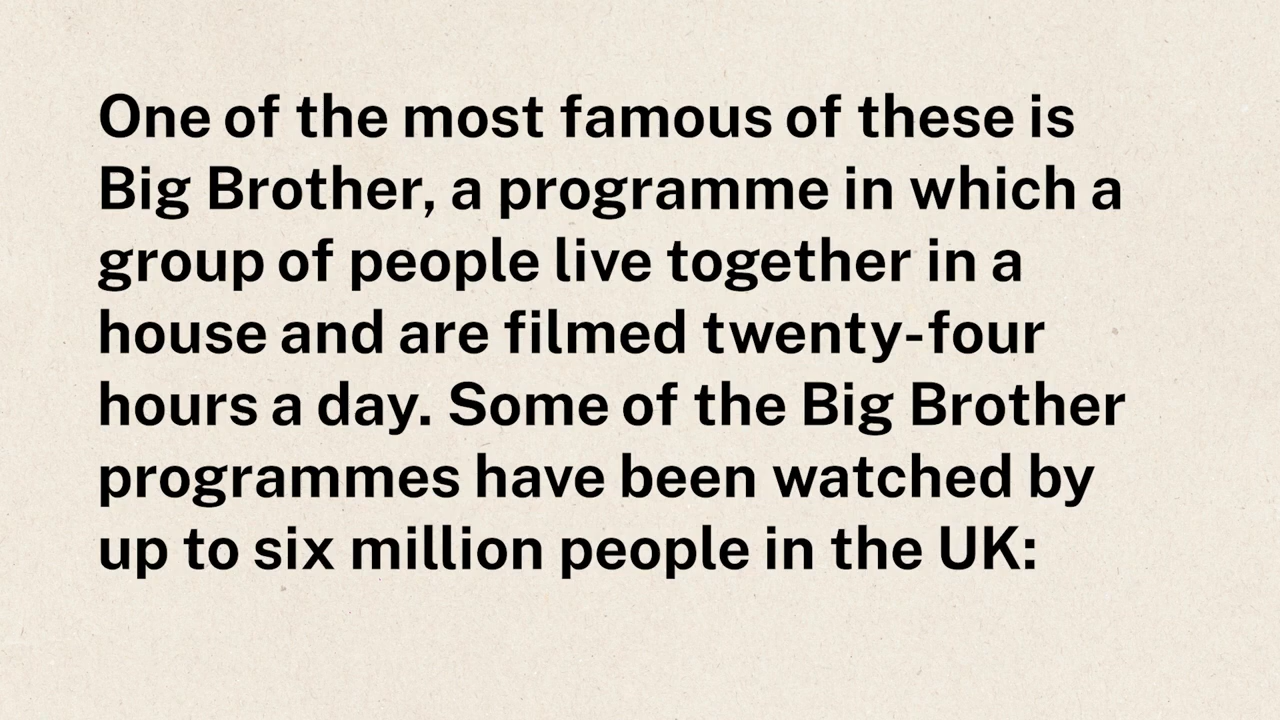 One of the most famous of these is
Big Brother, a programme in which a
group of people live together in a
house and are filmed twenty-four
hours a day. Some of the Big Brother
programmes have been watched by
up to six million people in the UK: